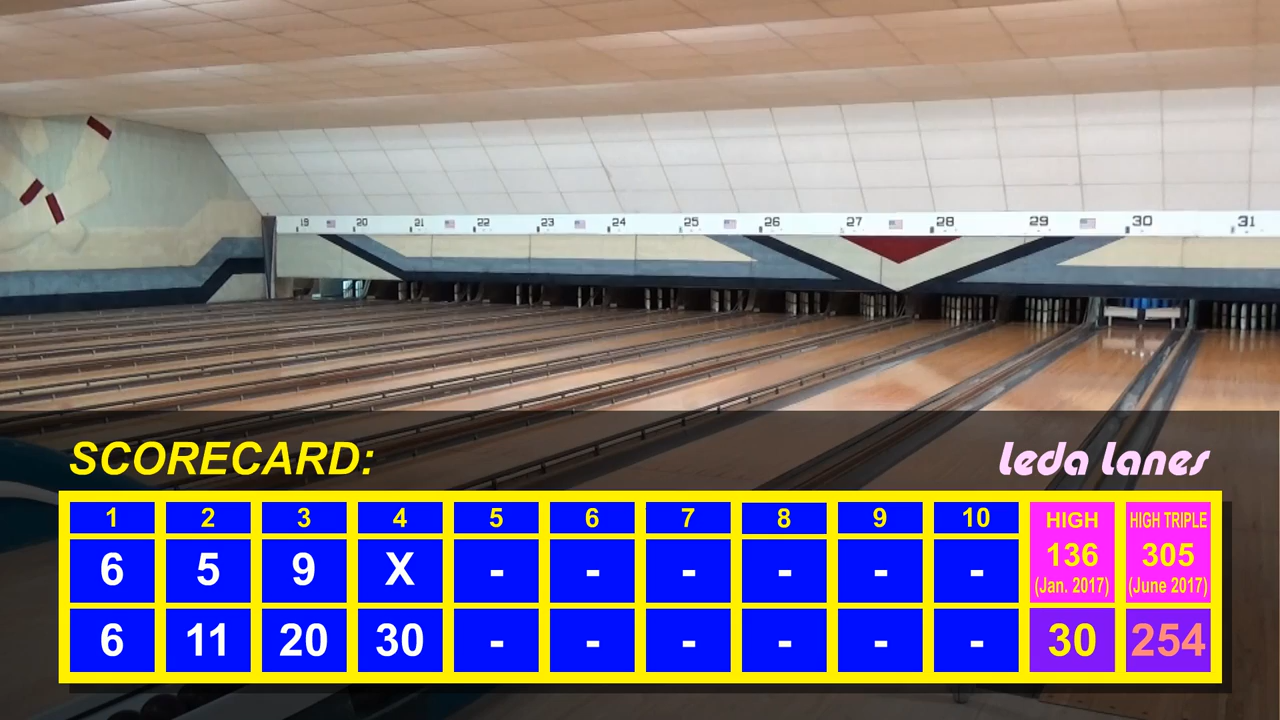 19 20 21 22 23 24 25 26 27 28 29 30 31
SCORECARD:
Leda Lanes
1 2 3 4 5 6 7 8 9 10 HIGH HIGH TRIPLE
136 305
(Jan. 2017) (June 2017)
6 5 9 X - - - - - -
6 11 20 30 - - - - - - 30 254